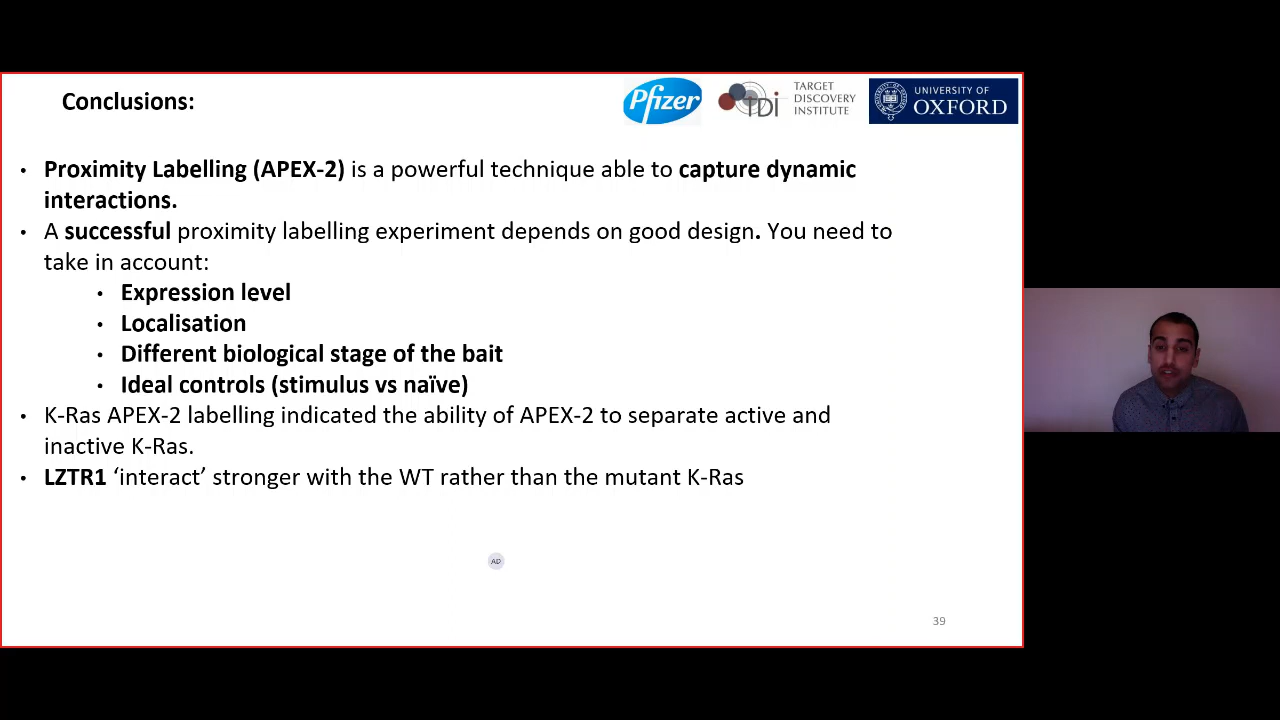 Conclusions:
Pfizer
TDi
TARGET
DISCOVERY
INSTITUTE
UNIVERSITY OF
OXFORD
• Proximity Labelling (APEX-2) is a powerful technique able to capture dynamic
interactions.
• A successful proximity labelling experiment depends on good design. You need to
take in account:
• Expression level
• Localisation
• Different biological stage of the bait
• Ideal controls (stimulus vs naïve)
• K-Ras APEX-2 labelling indicated the ability of APEX-2 to separate active and
inactive K-Ras.
• LZTR1 ‘interact’ stronger with the WT rather than the mutant K-Ras
AD
39